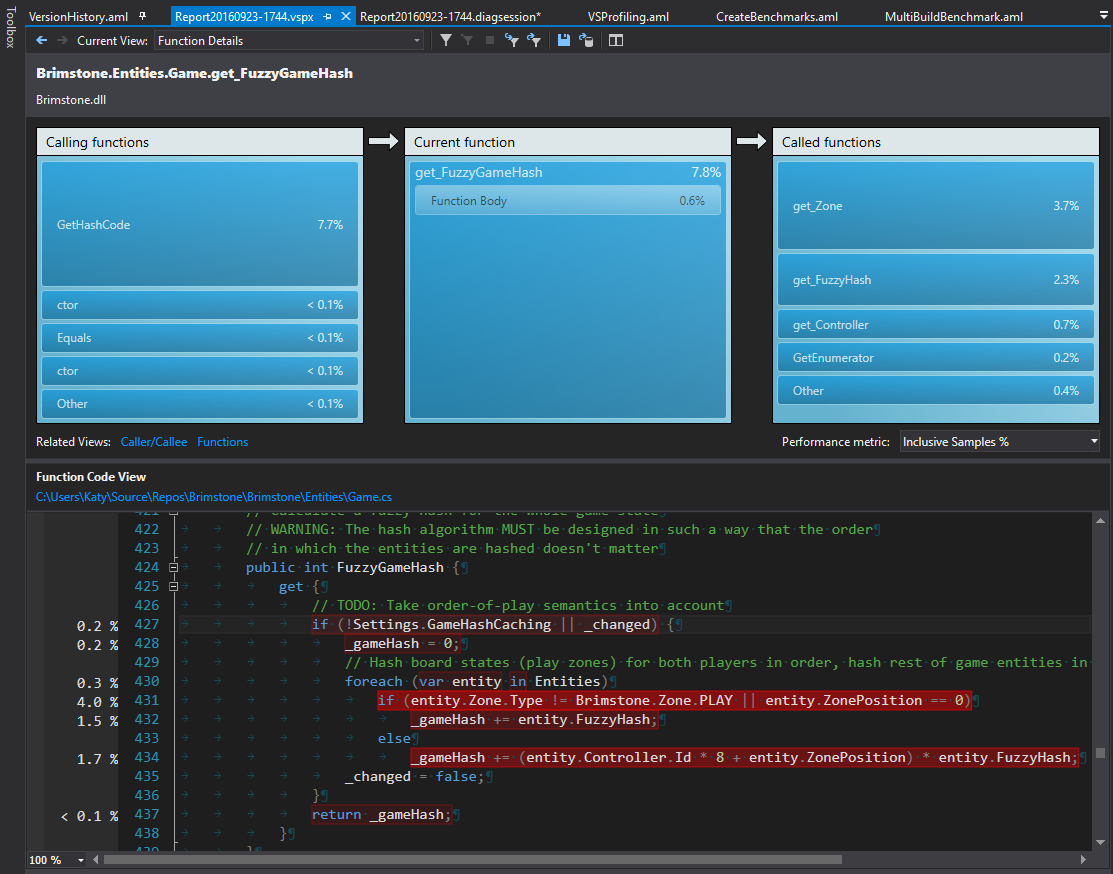 Toolbox
VersionHistory.aml Report20160923-1744.vspx Report20160923-1744.diagsession* VSProfiling.aml CreateBenchmarks.aml MultiBuildBenchmark.aml
Current View: Function Details
Brimstone.Entities.Game.get_FuzzyGameHash
Brimstone.dll
Calling functions
GetHashCode 7.7%
ctor < 0.1%
Equals < 0.1%
ctor < 0.1%
Other < 0.1%
Current function
get_FuzzyGameHash 7.8%
Function Body 0.6%
Called functions
get_Zone 3.7%
get_FuzzyHash 2.3%
get_Controller 0.7%
GetEnumerator 0.2%
Other 0.4%
Related Views: Caller/Callee Functions
Performance metric: Inclusive Samples %
Function Code View
C:\Users\Katy\Source\Repos\Brimstone\Brimstone\Entities\Game.cs
421 // Calculate a fuzzy hash for the whole game state
422 // WARNING: The hash algorithm MUST be designed in such a way that the order
423 // in which the entities are hashed doesn't matter
424 public int FuzzyGameHash {
425 get {
426 // TODO: Take order-of-play semantics into account
0.2 % 427 if (!Settings.GameHashCaching || _changed) {
0.2 % 428 _gameHash = 0;
429 // Hash board states (play zones) for both players in order, hash rest of game entities in
0.3 % 430 foreach (var entity in Entities)
4.0 % 431 if (entity.Zone.Type != Brimstone.Zone.PLAY || entity.ZonePosition == 0)
1.5 % 432 _gameHash += entity.FuzzyHash;
433 else
1.7 % 434 _gameHash += (entity.Controller.Id * 8 + entity.ZonePosition) * entity.FuzzyHash;
435 _changed = false;
436 }
< 0.1 % 437 return _gameHash;
438 }
439 }
100 %